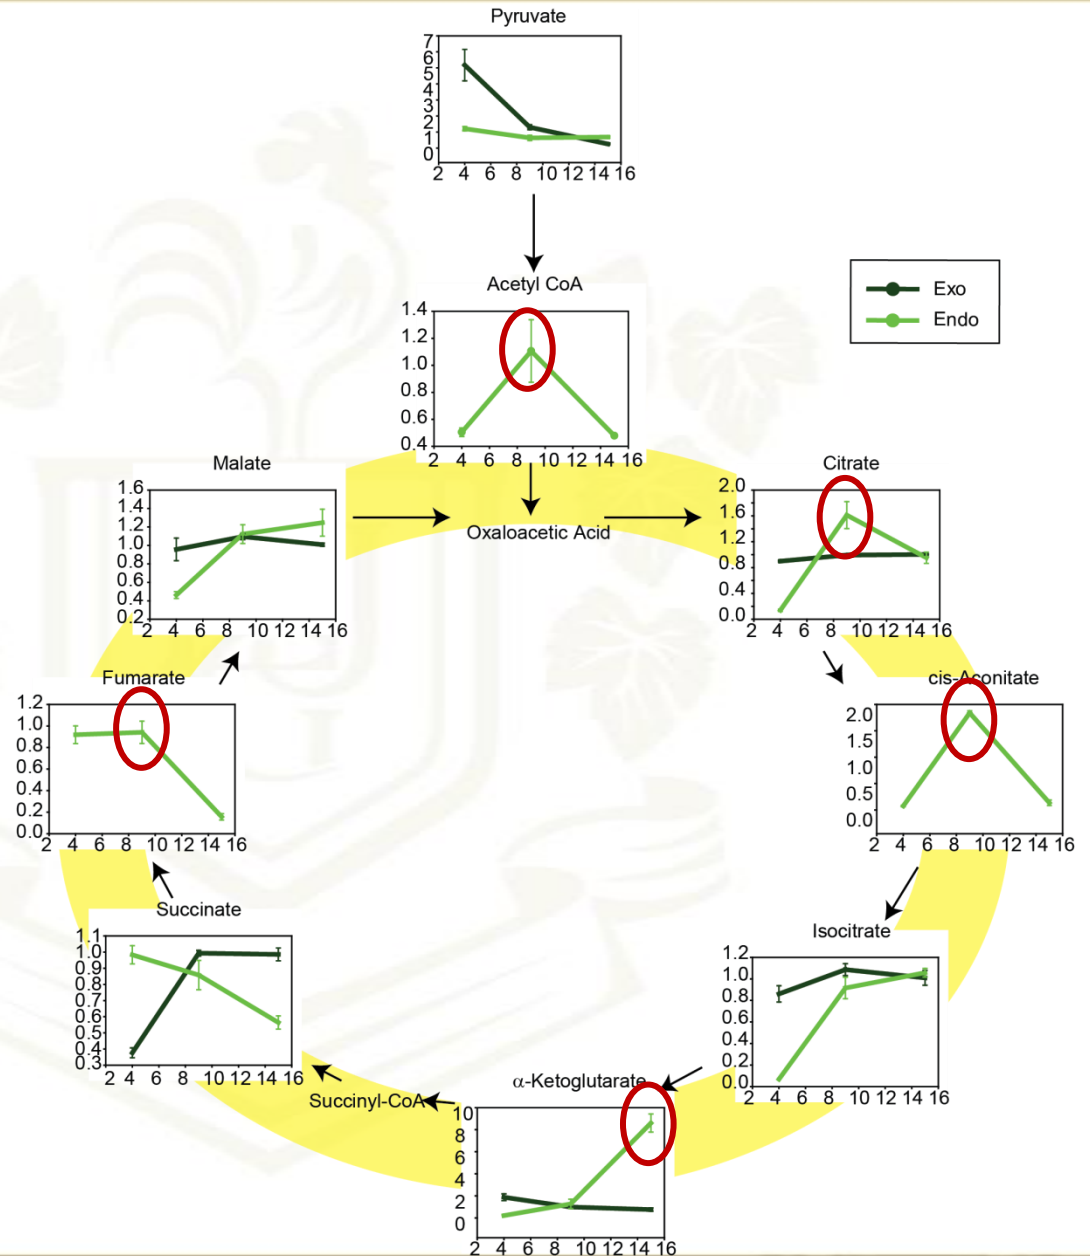 Pyruvate
7
6
5
4
3
2
1
0
2 4 6 8 10 12 14 16
Acetyl CoA
1.4
1.2
1.0
0.8
0.6
0.4
2 4 6 8 10 12 14 16
Exo
Endo
Malate
1.6
1.4
1.2
1.0
0.8
0.6
0.4
0.2
2 4 6 8 10 12 14 16
Oxaloacetic Acid
Citrate
2.0
1.6
1.2
0.8
0.4
0.0
2 4 6 8 10 12 14 16
Fumarate
1.2
1.0
0.8
0.6
0.4
0.2
0.0
2 4 6 8 10 12 14 16
cis-Aconitate
2.0
1.5
1.0
0.5
0.0
2 4 6 8 10 12 14 16
Succinate
1.1
1.0
0.9
0.8
0.7
0.6
0.5
0.4
0.3
2 4 6 8 10 12 14 16
Isocitrate
1.2
1.0
0.8
0.6
0.4
0.2
0.0
2 4 6 8 10 12 14 16
α-Ketoglutarate
Succinyl-CoA
10
8
6
4
2
0
2 4 6 8 10 12 14 16